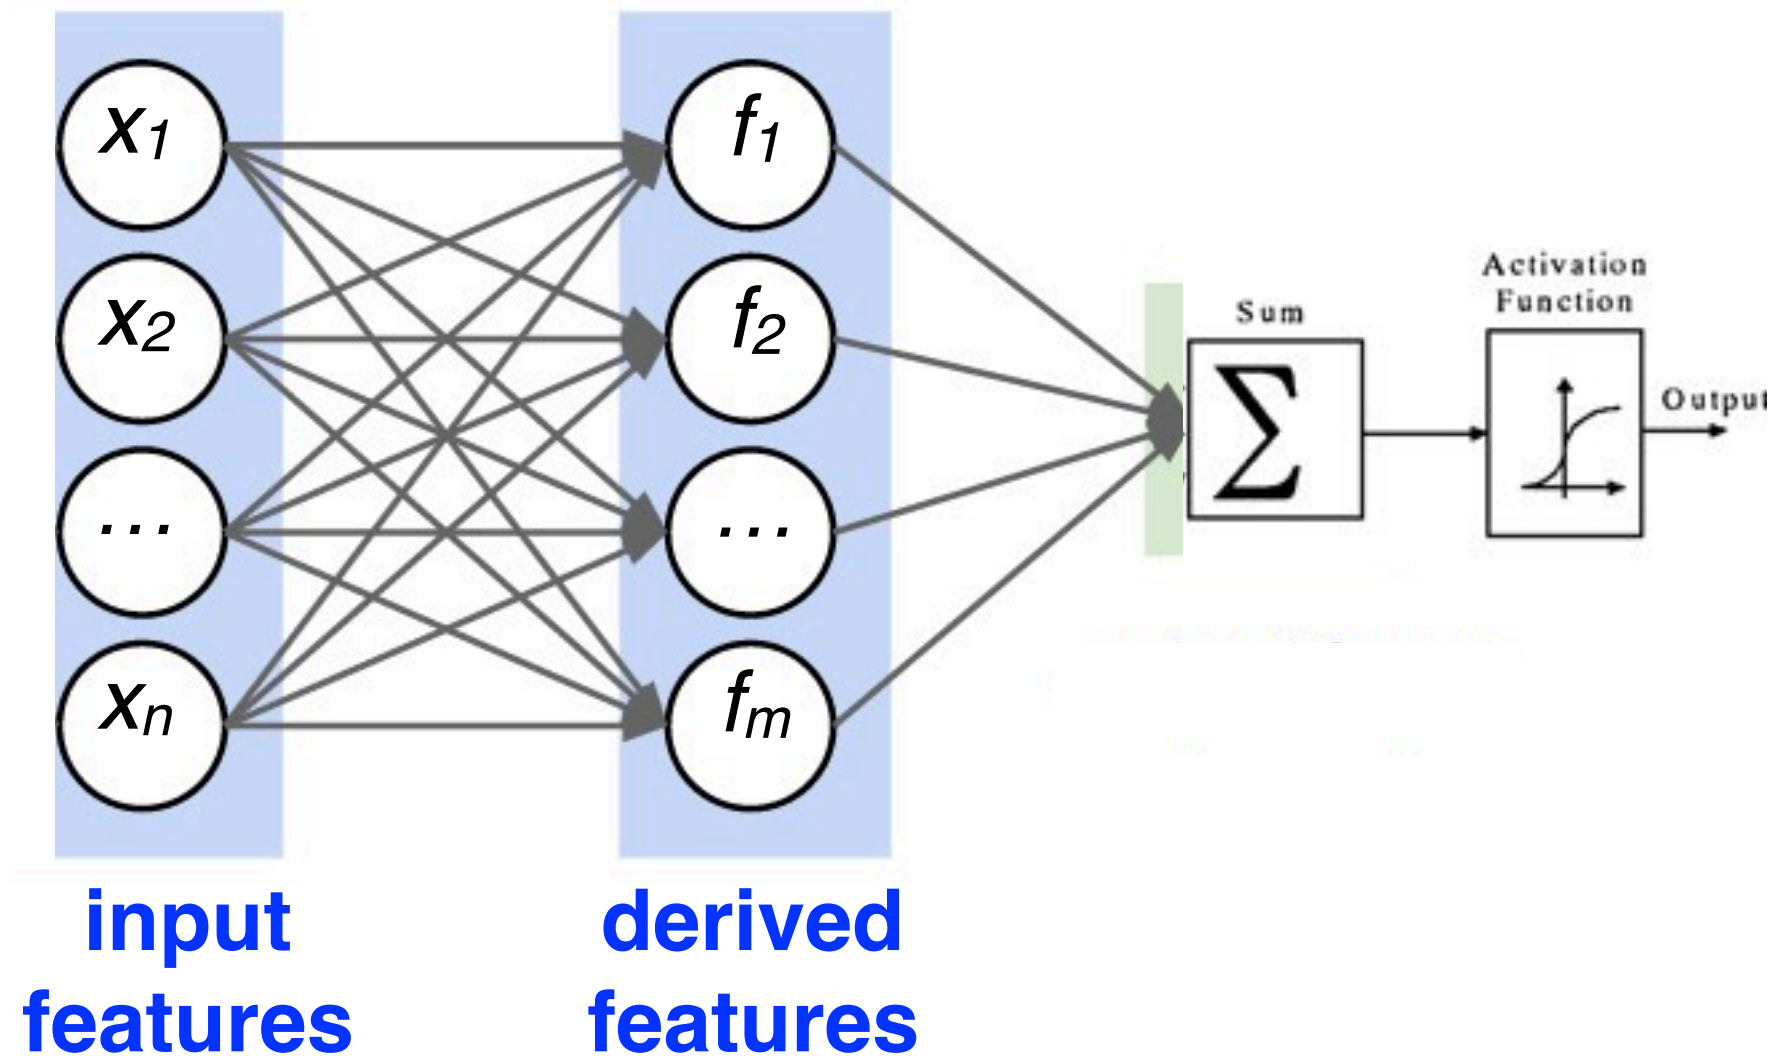 x1
x2
...
xn
f1
f2
...
fm
input
features
derived
features
Sum
Σ
Activation
Function
Output